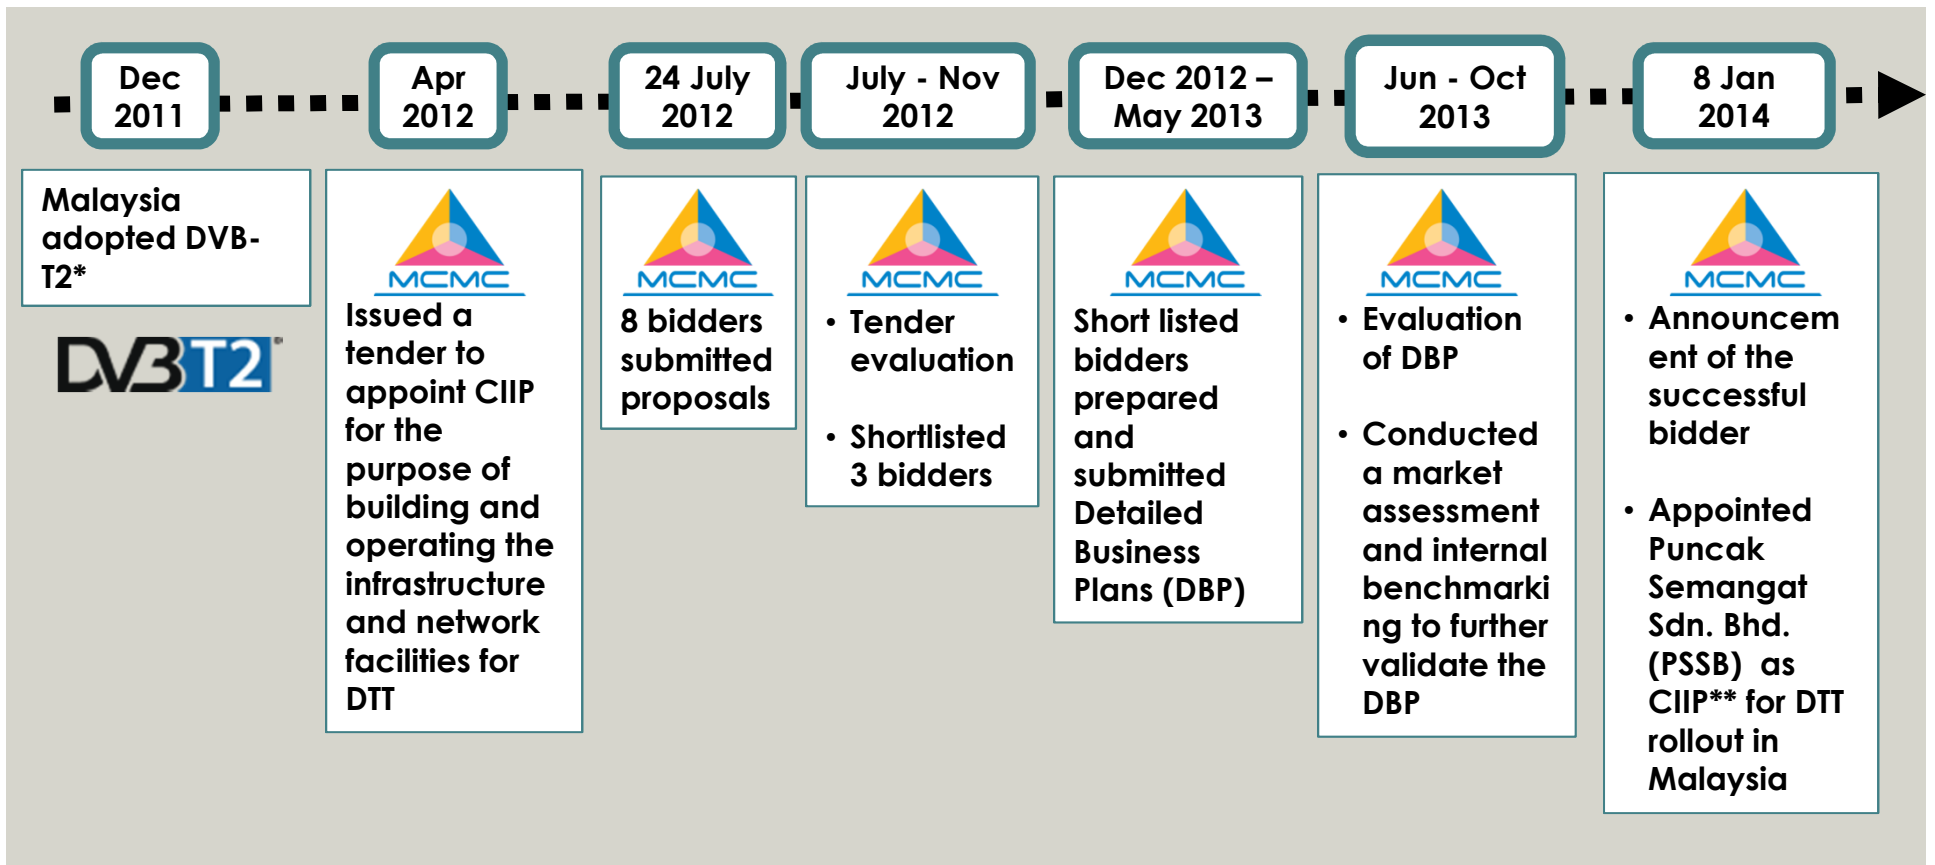 Dec
2011
Apr
2012
24 July
2012
July - Nov
2012
Dec 2012 –
May 2013
Jun - Oct
2013
8 Jan
2014
Malaysia
adopted DVB-
T2*
DVB T2
MCMC
Issued a
tender to
appoint CIIP
for the
purpose of
building and
operating the
infrastructure
and network
facilities for
DTT
MCMC
8 bidders
submitted
proposals
MCMC
• Tender
evaluation
• Shortlisted
3 bidders
MCMC
Short listed
bidders
prepared
and
submitted
Detailed
Business
Plans (DBP)
MCMC
• Evaluation
of DBP
• Conducted
a market
assessment
and internal
benchmarki
ng to further
validate the
DBP
MCMC
• Announcem
ent of the
successful
bidder
• Appointed
Puncak
Semangat
Sdn. Bhd.
(PSSB) as
CIIP** for DTT
rollout in
Malaysia